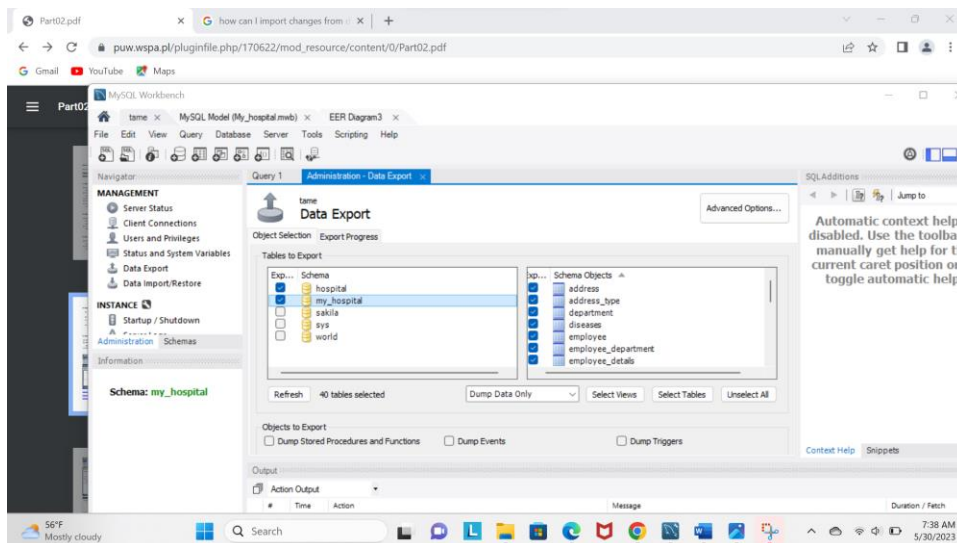 Part02.pdf
how can I import changes from
puw.wspa.pl/pluginfile.php/170622/mod_resource/content/0/Part02.pdf
Gmail YouTube Maps
Part02
MySQL Workbench
tame MySQL Model (My_hospital.mwb) EER Diagram3
File Edit View Query Database Server Tools Scripting Help
Navigator
MANAGEMENT
Server Status
Client Connections
Users and Privileges
Status and System Variables
Data Export
Data Import/Restore
INSTANCE
Startup / Shutdown
Administration Schemas
Information
Schema: my_hospital
Query 1 Administration - Data Export
tame
Data Export
Advanced Options...
Object Selection Export Progress
Tables to Export
Exp... Schema
hospital
my_hospital
sakila
sys
world
xp... Schema Objects
address
address_type
department
diseases
employee
employee_department
employee_details
Refresh 40 tables selected Dump Data Only Select Views Select Tables Unselect All
Objects to Export
Dump Stored Procedures and Functions Dump Events Dump Triggers
Output
Action Output
# Time Action Message Duration / Fetch
SQLAdditions
Jump to
Automatic context help
disabled. Use the toolba
manually get help for t
current caret position or
toggle automatic help
Context Help Snippets
56°F
Mostly cloudy
Search
7:38 AM
5/30/2023